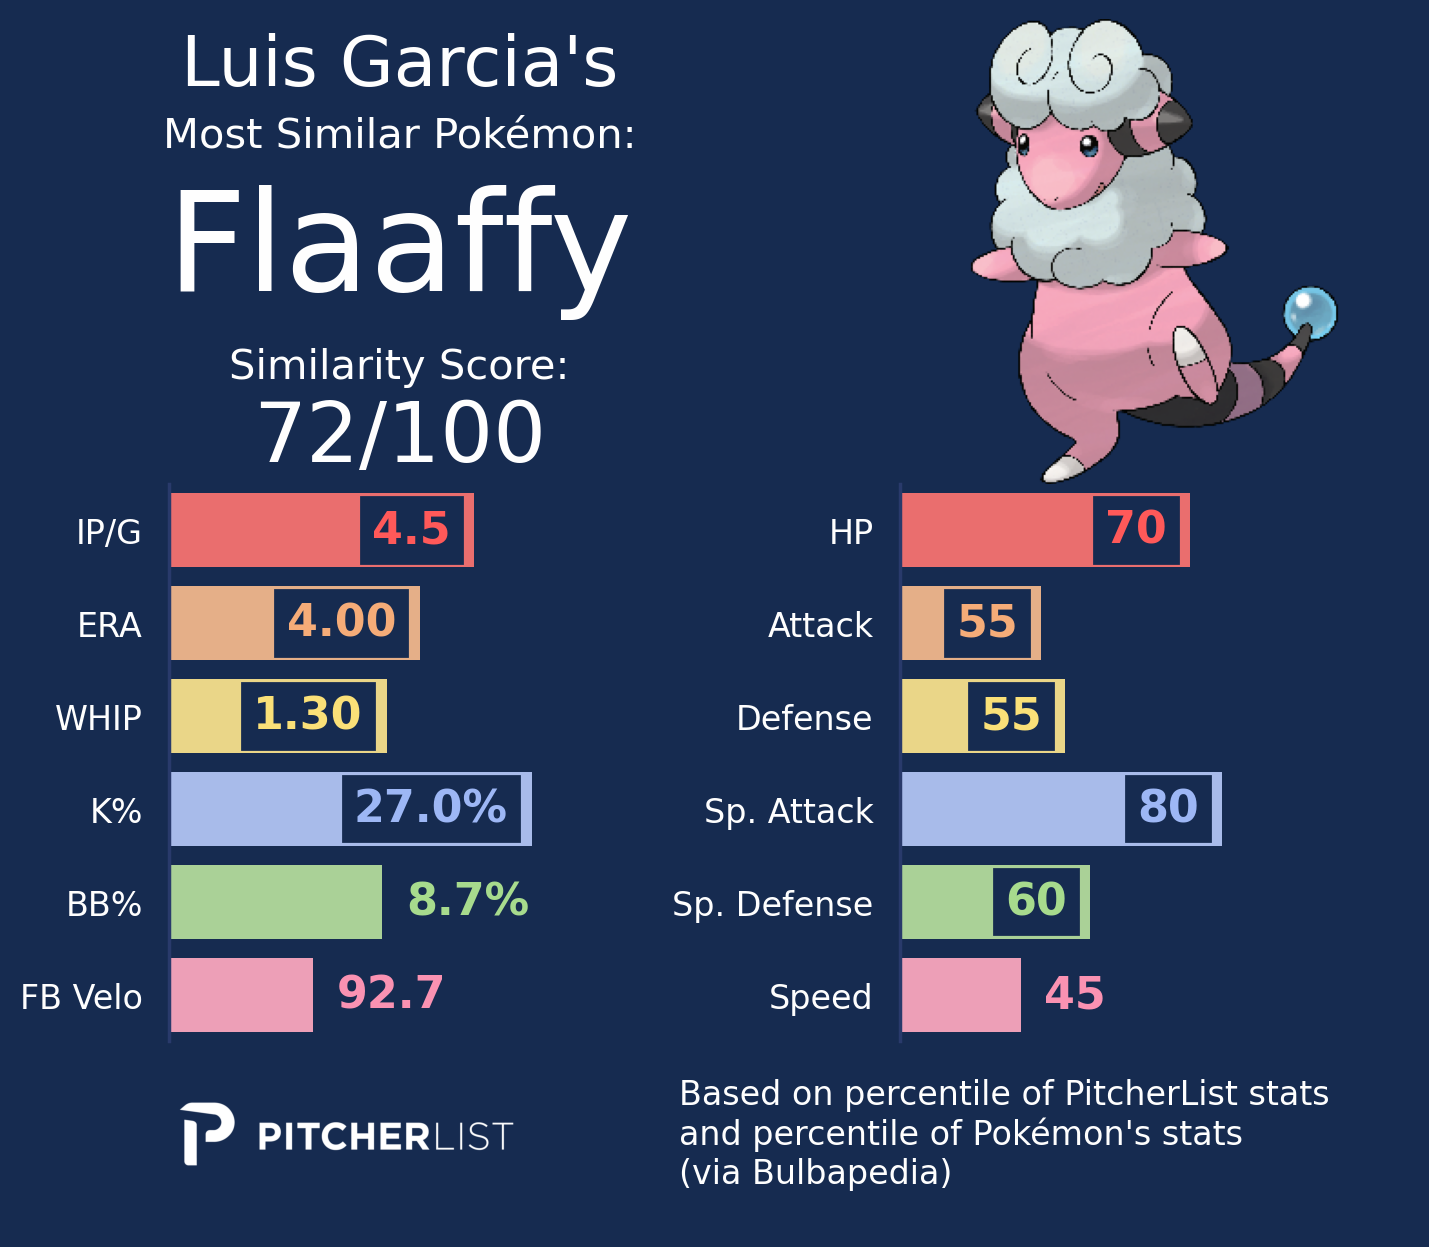 Luis Garcia's
Most Similar Pokémon:
Flaaffy
Similarity Score:
72/100
IP/G 4.5
ERA 4.00
WHIP 1.30
K% 27.0%
BB% 8.7%
FB Velo 92.7
HP 70
Attack 55
Defense 55
Sp. Attack 80
Sp. Defense 60
Speed 45
PITCHERLIST
Based on percentile of PitcherList stats
and percentile of Pokémon's stats
(via Bulbapedia)